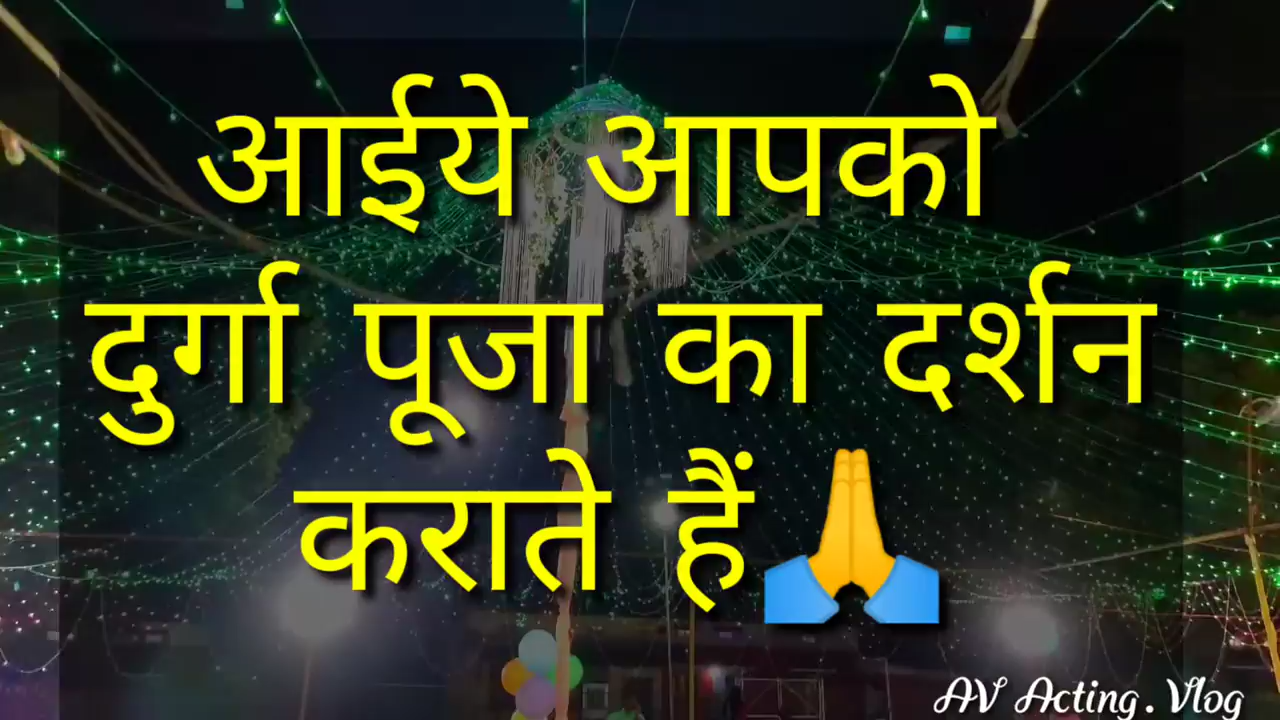 आईये आपको
दुर्गा पूजा का दर्शन
कराते हैं🙏
AV Acting. Vlog